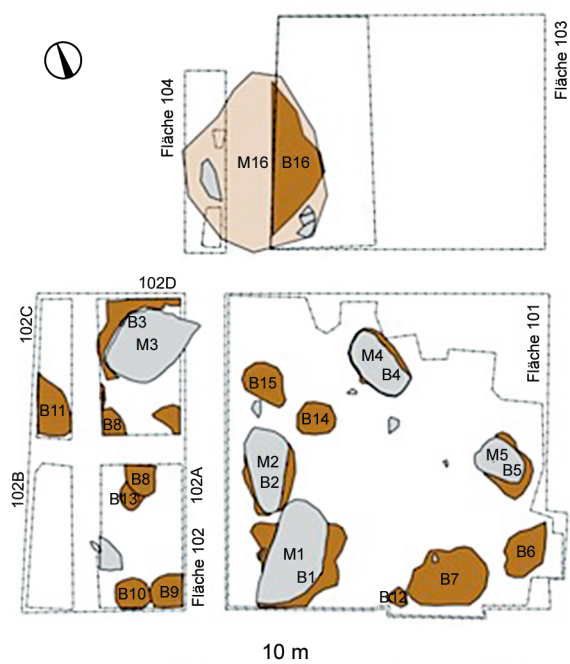 Fläche 103
Fläche 104
M16
B16
102D
102C
B3
M3
B11
B8
Fläche 101
M4
B4
B15
B14
M2
B2
M5
B5
102B
102A
B8
B13
Fläche 102
B10
B9
M1
B1
B6
B7
B12
10 m